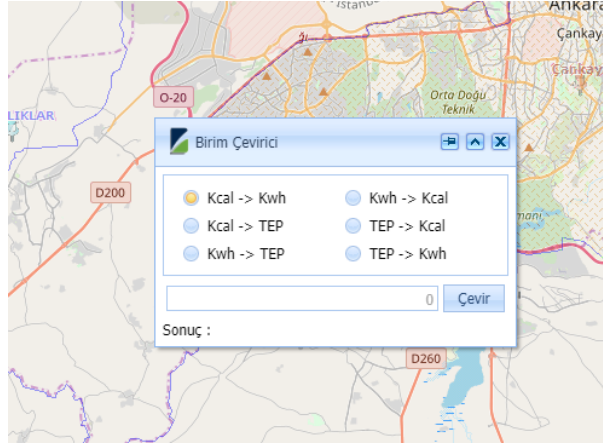 Ankara
Çankay
Çankay
O-20
Orta Doğu
Teknik
LIKLAR
Birim Çevirici
D200
Kcal -> Kwh
Kwh -> Kcal
Kcal -> TEP
TEP -> Kcal
Kwh -> TEP
TEP -> Kwh
0
Çevir
Sonuç :
D260